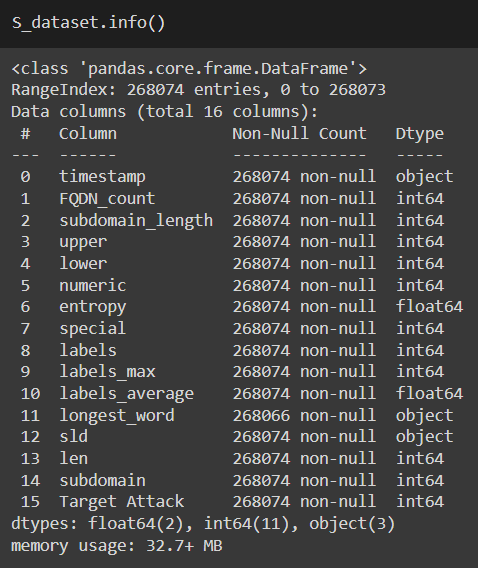 S_dataset.info()
<class 'pandas.core.frame.DataFrame'>
RangeIndex: 268074 entries, 0 to 268073
Data columns (total 16 columns):
 #   Column            Non-Null Count   Dtype
---  ------            --------------   -----
 0   timestamp         268074 non-null  object
 1   FQDN_count        268074 non-null  int64
 2   subdomain_length  268074 non-null  int64
 3   upper             268074 non-null  int64
 4   lower             268074 non-null  int64
 5   numeric           268074 non-null  int64
 6   entropy           268074 non-null  float64
 7   special           268074 non-null  int64
 8   labels            268074 non-null  int64
 9   labels_max        268074 non-null  int64
 10  labels_average    268074 non-null  float64
 11  longest_word      268066 non-null  object
 12  sld               268074 non-null  object
 13  len               268074 non-null  int64
 14  subdomain         268074 non-null  int64
 15  Target Attack     268074 non-null  int64
dtypes: float64(2), int64(11), object(3)
memory usage: 32.7+ MB